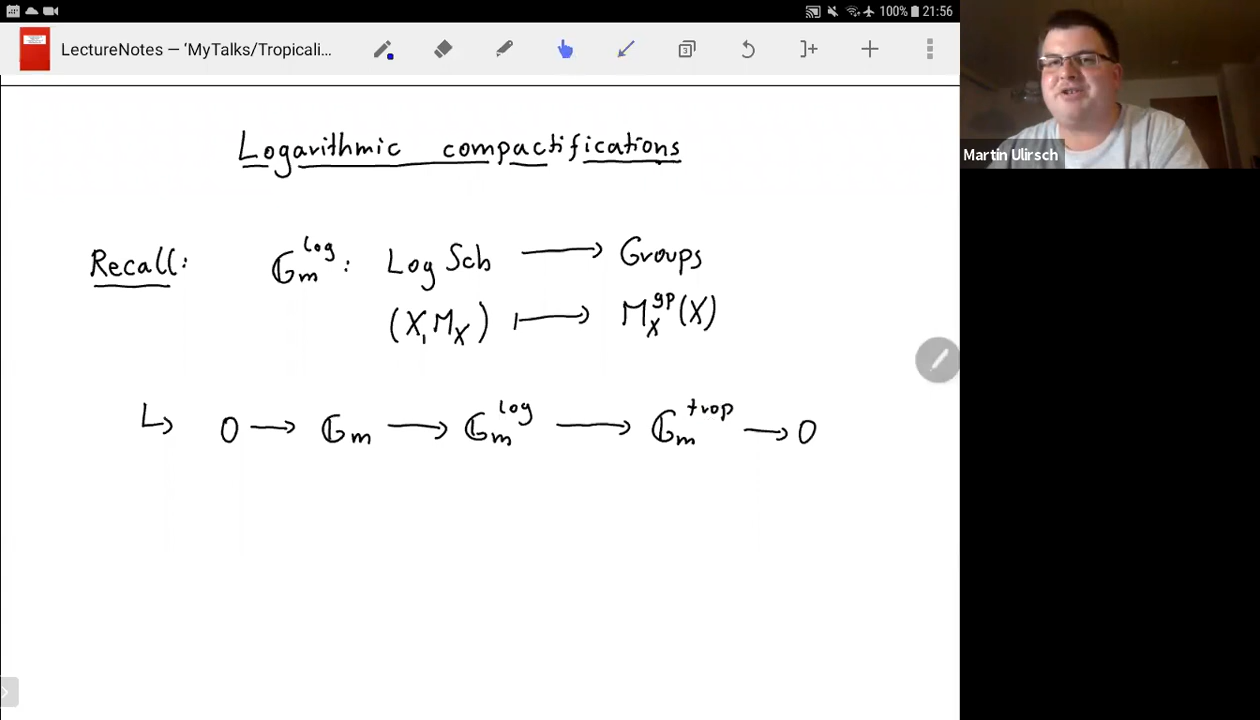 100% 21:56
LectureNotes – ‘MyTalks/Tropicali...
3
Martin Ulirsch
Logarithmic compactifications
Recall: 𝔾ₘ^log : LogSch ⟶ Groups
(X, M_X) ⟼ M_X^gp(X)
↳ 0 ⟶ 𝔾ₘ ⟶ 𝔾ₘ^log ⟶ 𝔾ₘ^trop ⟶ 0